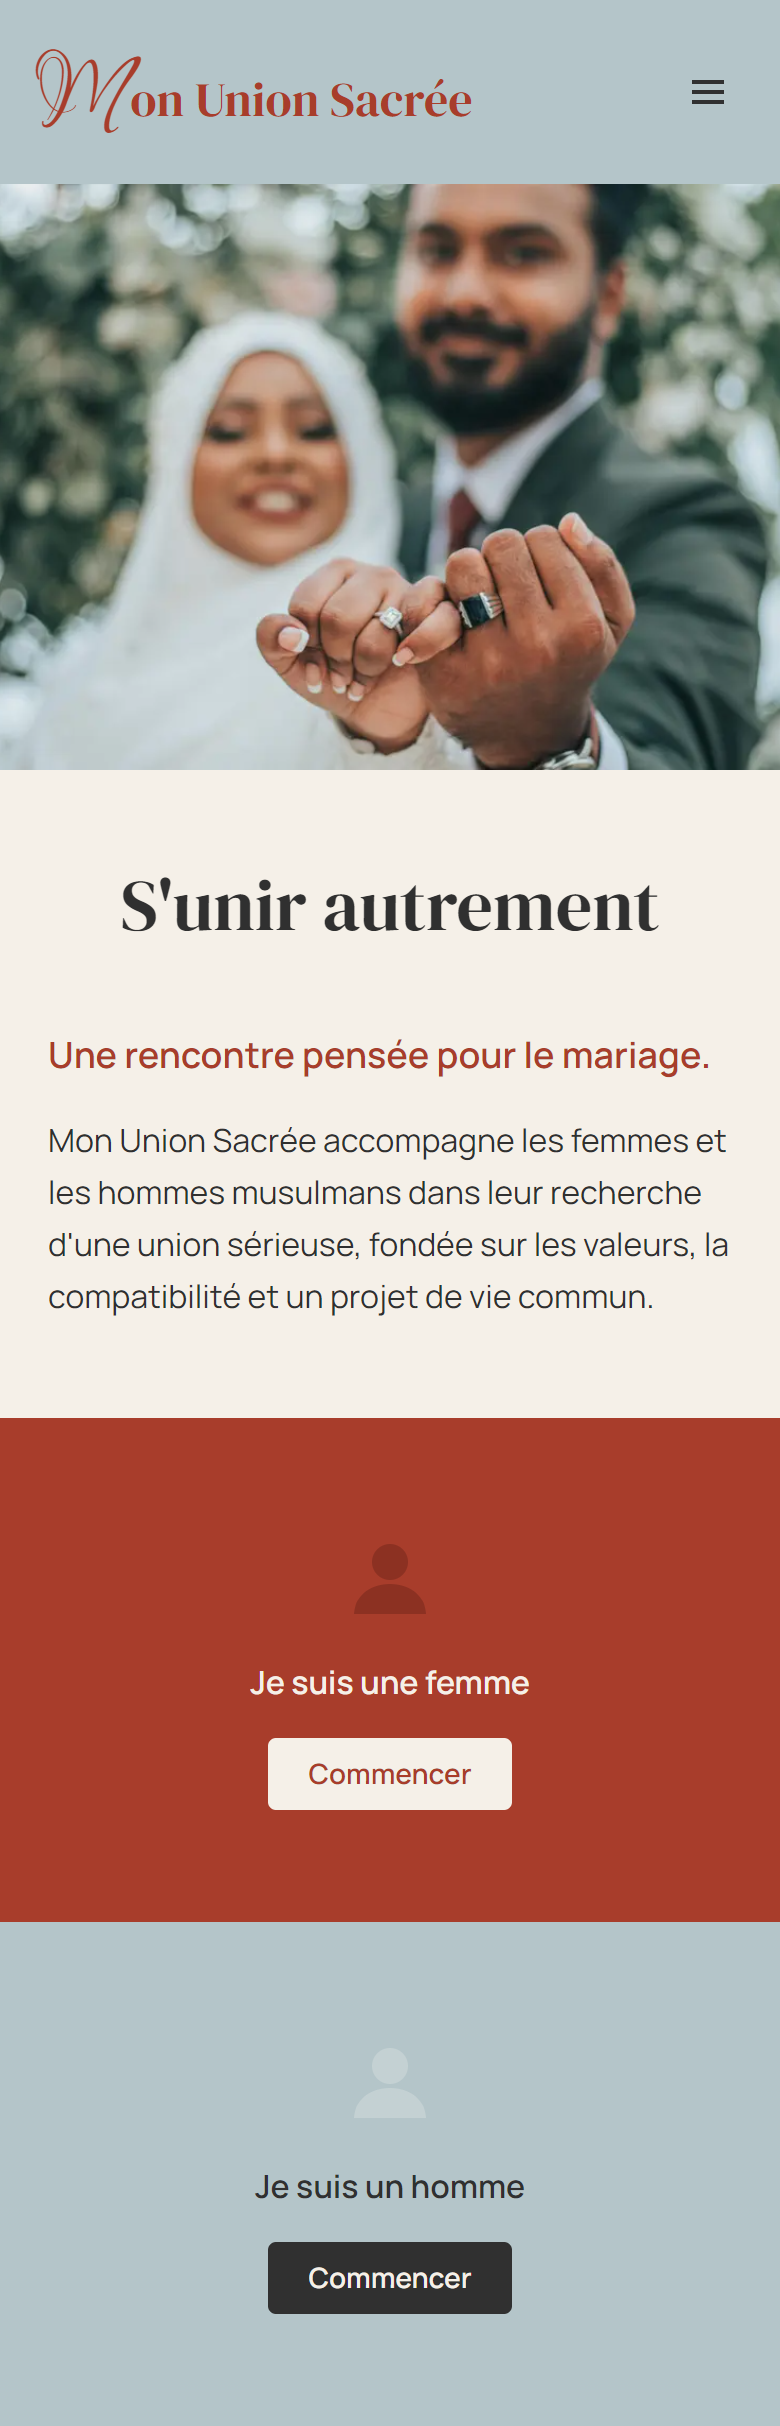 Mon Union Sacrée
S'unir autrement
Une rencontre pensée pour le mariage.
Mon Union Sacrée accompagne les femmes et
les hommes musulmans dans leur recherche
d'une union sérieuse, fondée sur les valeurs, la
compatibilité et un projet de vie commun.
Je suis une femme
Commencer
Je suis un homme
Commencer